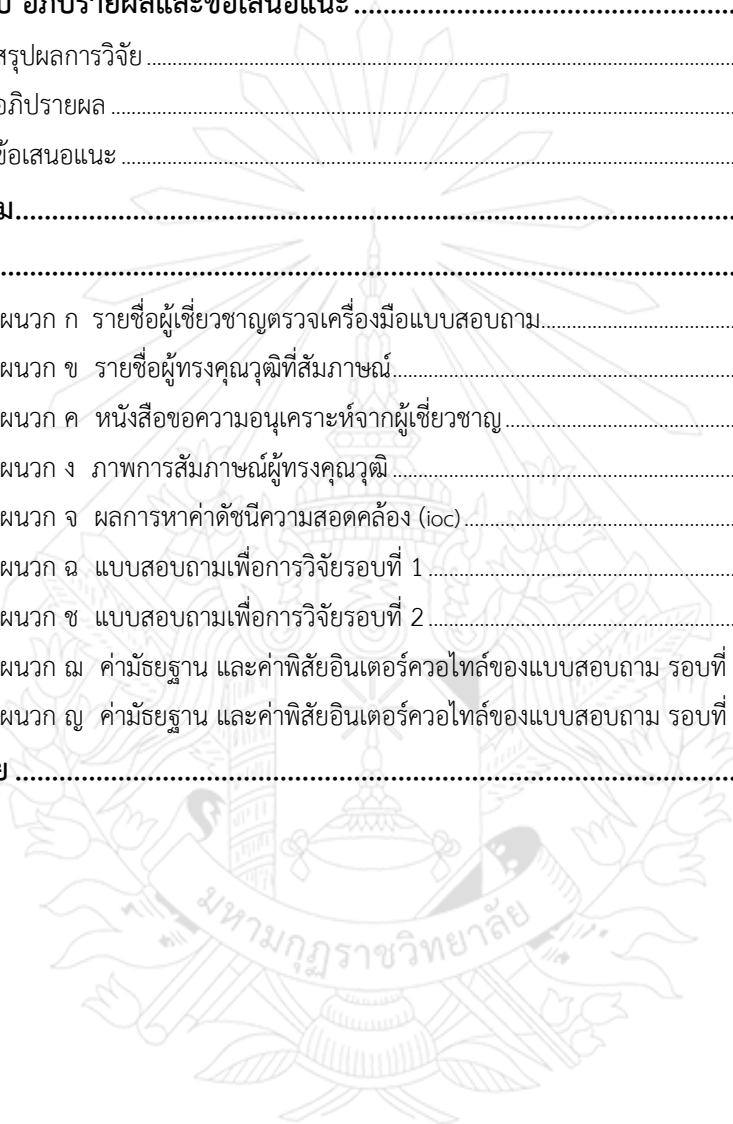 อภิปรายผลและข้อเสนอแนะ ........................................
สรุปผลการวิจัย ........................................
อภิปรายผล ........................................
ข้อเสนอแนะ ........................................
ม........................................
........................................
ผนวก ก รายชื่อผู้เชี่ยวชาญตรวจเครื่องมือแบบสอบถาม........................................
ผนวก ข รายชื่อผู้ทรงคุณวุฒิที่สัมภาษณ์........................................
ผนวก ค หนังสือขอความอนุเคราะห์จากผู้เชี่ยวชาญ ........................................
ผนวก ง ภาพการสัมภาษณ์ผู้ทรงคุณวุฒิ ........................................
ผนวก จ ผลการหาค่าดัชนีความสอดคล้อง (ioc) ........................................
ผนวก ฉ แบบสอบถามเพื่อการวิจัยรอบที่ 1 ........................................
ผนวก ช แบบสอบถามเพื่อการวิจัยรอบที่ 2 ........................................
ผนวก ฌ ค่ามัธยฐาน และค่าพิสัยอินเตอร์ควอไทล์ของแบบสอบถาม รอบที่
ผนวก ญ ค่ามัธยฐาน และค่าพิสัยอินเตอร์ควอไทล์ของแบบสอบถาม รอบที่
ย ........................................
มหามกุฏราชวิทยาลัย